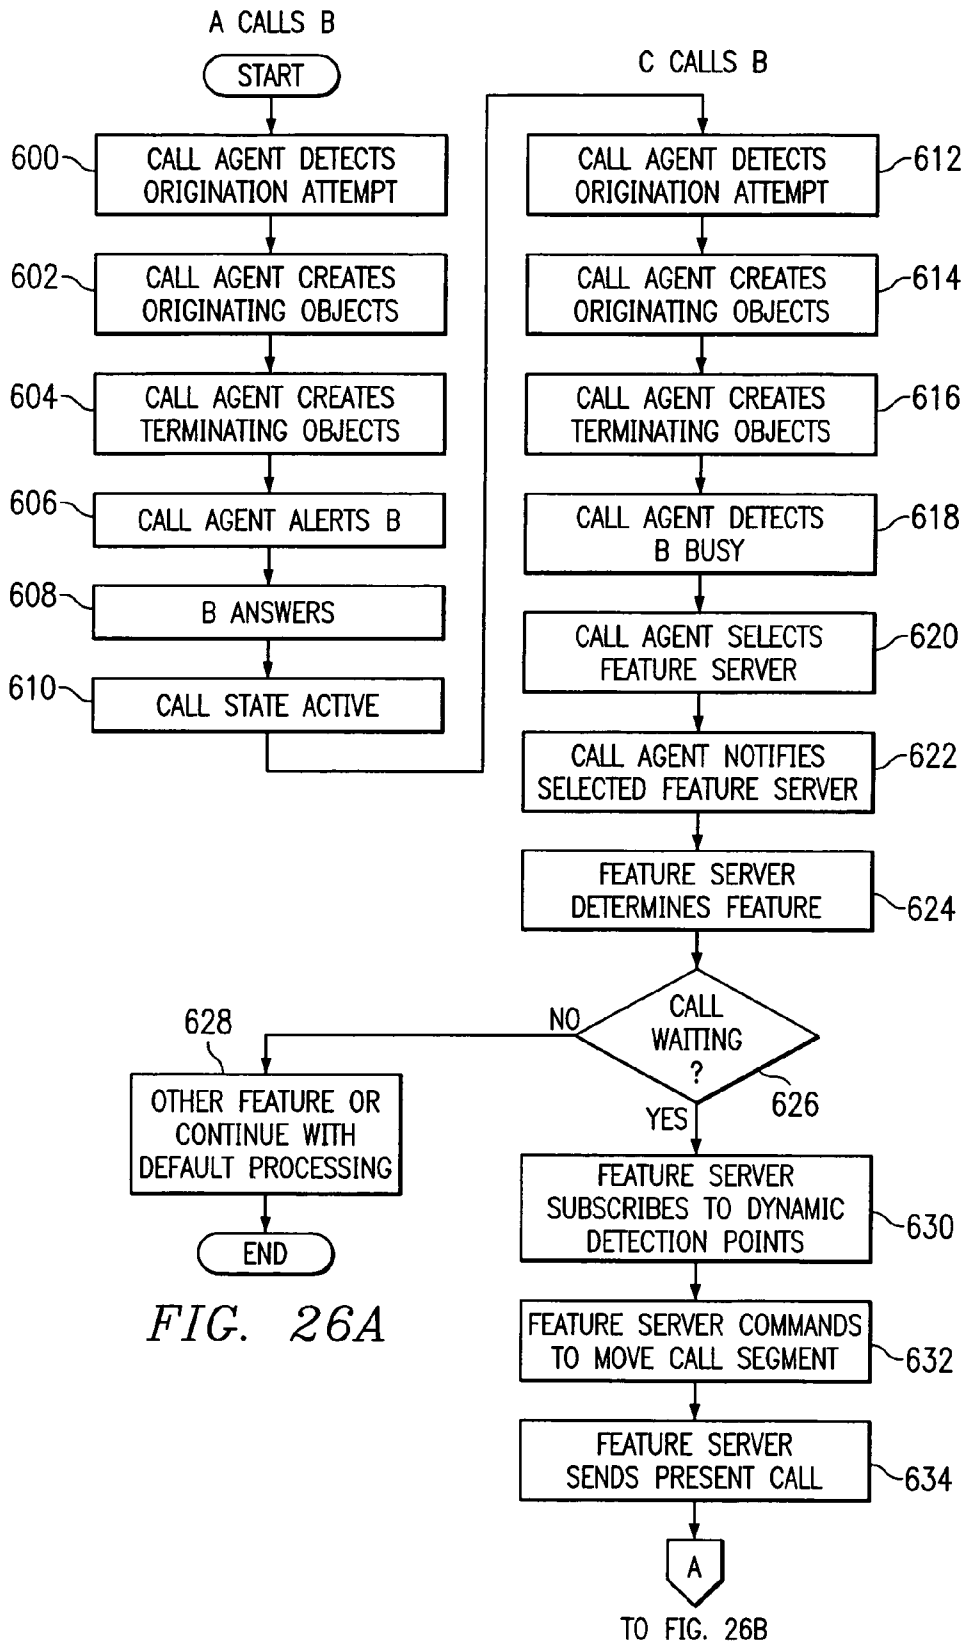 A CALLS B
START
600
CALL AGENT DETECTS
ORIGINATION ATTEMPT
602
CALL AGENT CREATES
ORIGINATING OBJECTS
604
CALL AGENT CREATES
TERMINATING OBJECTS
606
CALL AGENT ALERTS B
608
B ANSWERS
610
CALL STATE ACTIVE
C CALLS B
CALL AGENT DETECTS
ORIGINATION ATTEMPT
612
CALL AGENT CREATES
ORIGINATING OBJECTS
614
CALL AGENT CREATES
TERMINATING OBJECTS
616
CALL AGENT DETECTS
B BUSY
618
CALL AGENT SELECTS
FEATURE SERVER
620
CALL AGENT NOTIFIES
SELECTED FEATURE SERVER
622
FEATURE SERVER
DETERMINES FEATURE
624
CALL
WAITING
?
626
NO
628
OTHER FEATURE OR
CONTINUE WITH
DEFAULT PROCESSING
END
YES
FEATURE SERVER
SUBSCRIBES TO DYNAMIC
DETECTION POINTS
630
FEATURE SERVER COMMANDS
TO MOVE CALL SEGMENT
632
FEATURE SERVER
SENDS PRESENT CALL
634
A
TO FIG. 26B
FIG. 26A